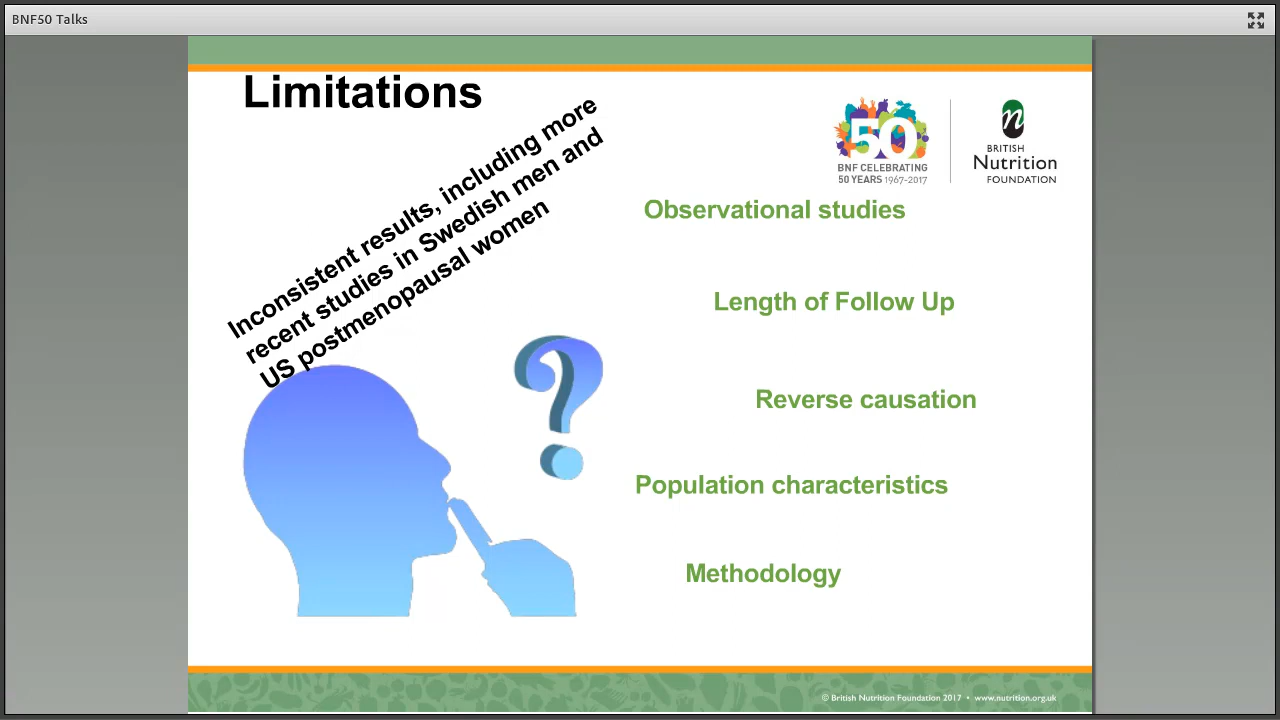 BNF50 Talks
Limitations
Inconsistent results, including more
recent studies in Swedish men and
US postmenopausal women
50
BNF CELEBRATING
50 YEARS 1967-2017
n
BRITISH
Nutrition
FOUNDATION
Observational studies
Length of Follow Up
?
Reverse causation
Population characteristics
Methodology
© British Nutrition Foundation 2017 • www.nutrition.org.uk